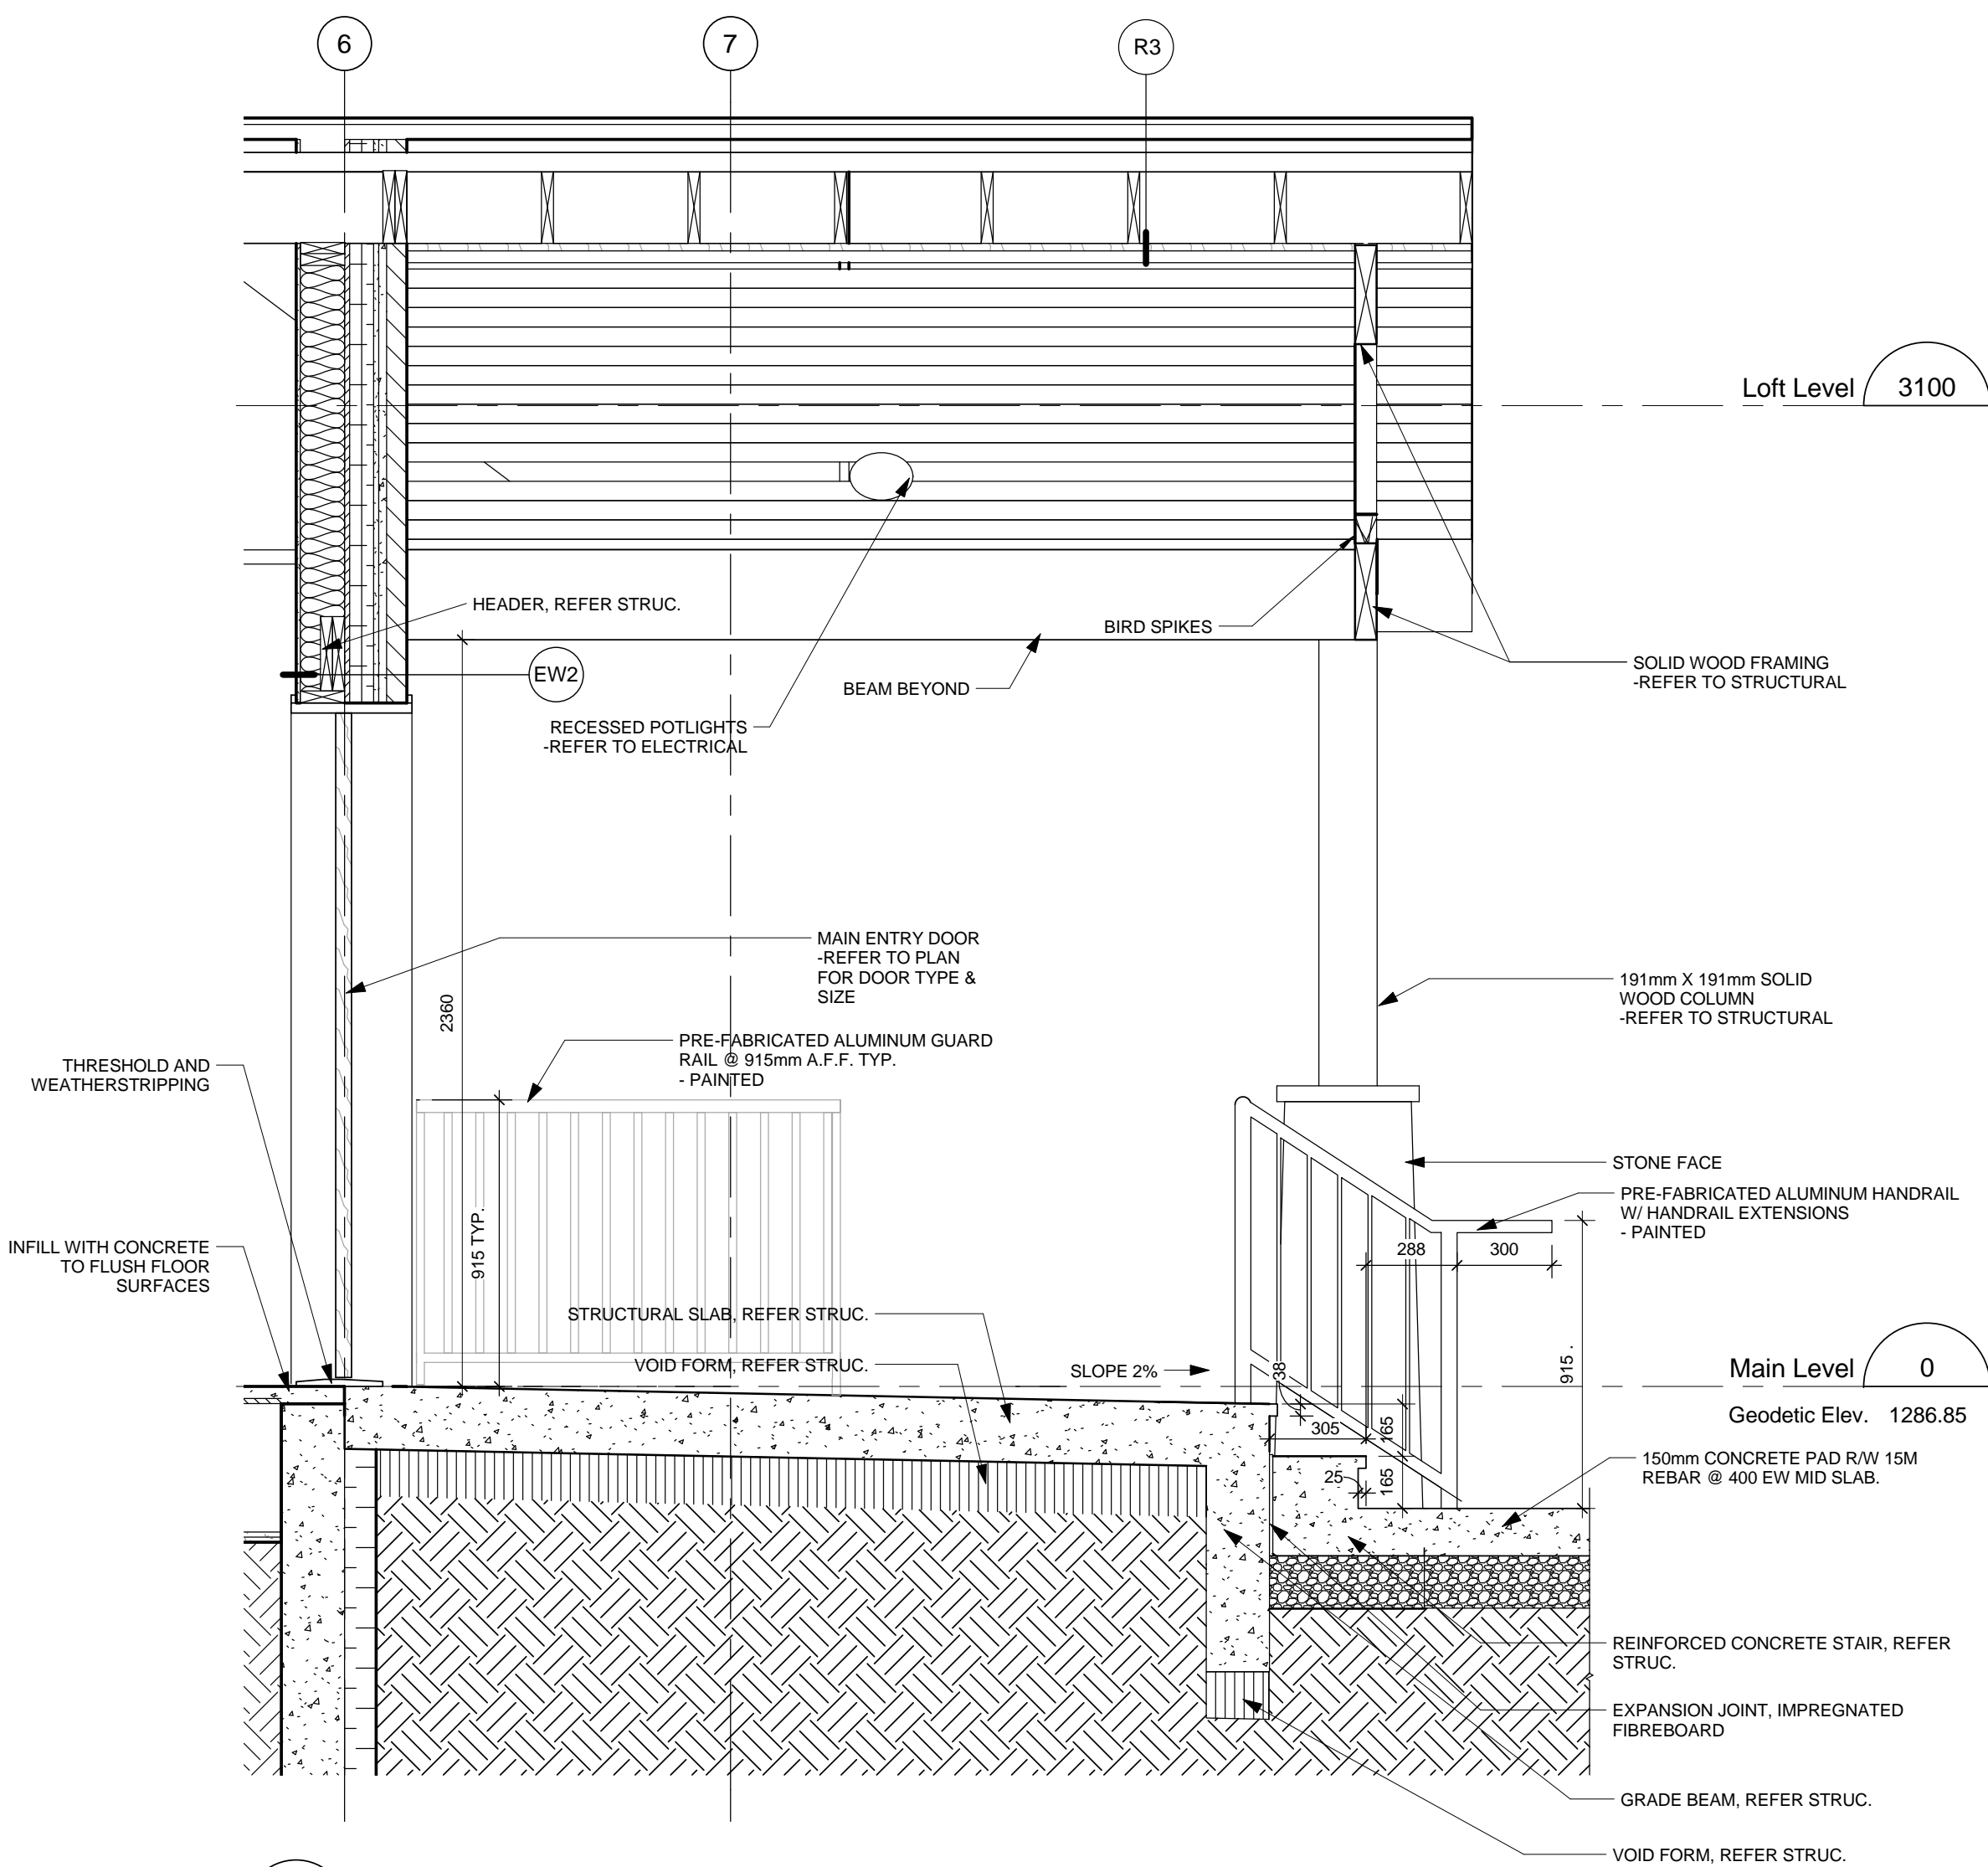 6
7
R3
Loft Level 3100
HEADER, REFER STRUC.
BIRD SPIKES
EW2
SOLID WOOD FRAMING
-REFER TO STRUCTURAL
BEAM BEYOND
RECESSED POTLIGHTS
-REFER TO ELECTRICAL
MAIN ENTRY DOOR
-REFER TO PLAN
FOR DOOR TYPE &
SIZE
191mm X 191mm SOLID
WOOD COLUMN
-REFER TO STRUCTURAL
2360
PRE-FABRICATED ALUMINUM GUARD
RAIL @ 915mm A.F.F. TYP.
- PAINTED
THRESHOLD AND
WEATHERSTRIPPING
STONE FACE
PRE-FABRICATED ALUMINUM HANDRAIL
W/ HANDRAIL EXTENSIONS
- PAINTED
915 TYP.
INFILL WITH CONCRETE
TO FLUSH FLOOR
SURFACES
288
300
STRUCTURAL SLAB, REFER STRUC.
VOID FORM, REFER STRUC.
SLOPE 2%
38
915 .
Main Level 0
Geodetic Elev. 1286.85
305
165
25
165
150mm CONCRETE PAD R/W 15M
REBAR @ 400 EW MID SLAB.
REINFORCED CONCRETE STAIR, REFER
STRUC.
EXPANSION JOINT, IMPREGNATED
FIBREBOARD
GRADE BEAM, REFER STRUC.
VOID FORM, REFER STRUC.